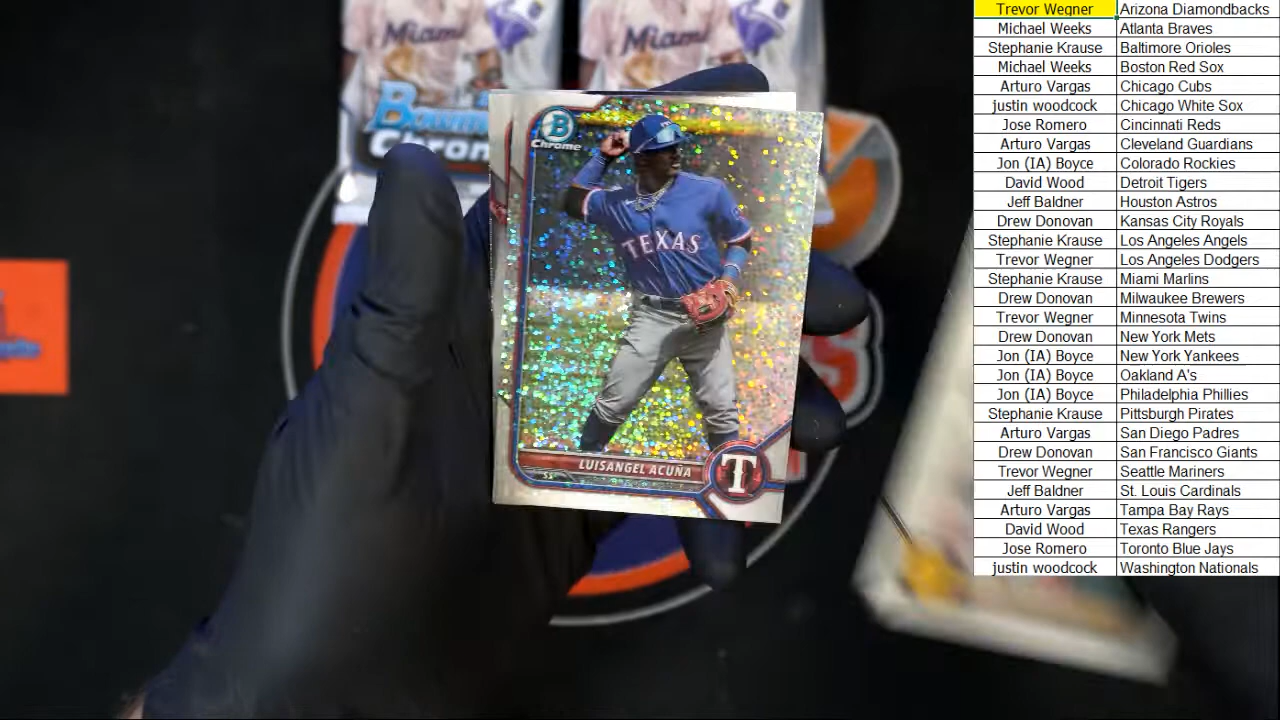 Miami
Miami
Bowm
Chrom
B
Chrome
TEXAS
LUISANGEL ACUÑA
SS
T
Trevor Wegner Arizona Diamondbacks
Michael Weeks Atlanta Braves
Stephanie Krause Baltimore Orioles
Michael Weeks Boston Red Sox
Arturo Vargas Chicago Cubs
justin woodcock Chicago White Sox
Jose Romero Cincinnati Reds
Arturo Vargas Cleveland Guardians
Jon (IA) Boyce Colorado Rockies
David Wood Detroit Tigers
Jeff Baldner Houston Astros
Drew Donovan Kansas City Royals
Stephanie Krause Los Angeles Angels
Trevor Wegner Los Angeles Dodgers
Stephanie Krause Miami Marlins
Drew Donovan Milwaukee Brewers
Trevor Wegner Minnesota Twins
Drew Donovan New York Mets
Jon (IA) Boyce New York Yankees
Jon (IA) Boyce Oakland A's
Jon (IA) Boyce Philadelphia Phillies
Stephanie Krause Pittsburgh Pirates
Arturo Vargas San Diego Padres
Drew Donovan San Francisco Giants
Trevor Wegner Seattle Mariners
Jeff Baldner St. Louis Cardinals
Arturo Vargas Tampa Bay Rays
David Wood Texas Rangers
Jose Romero Toronto Blue Jays
justin woodcock Washington Nationals